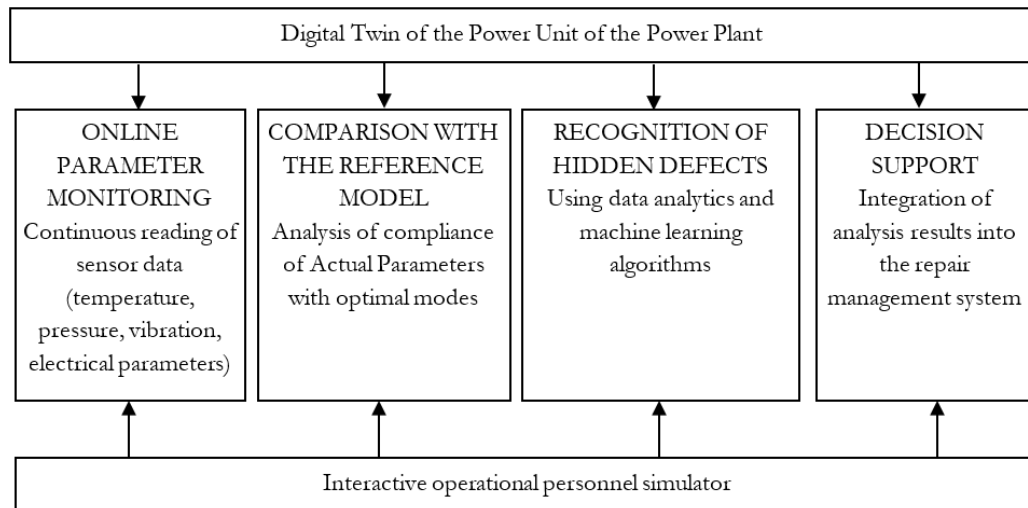 Digital Twin of the Power Unit of the Power Plant
ONLINE
PARAMETER
MONITORING
Continuous reading of
sensor data
(temperature,
pressure, vibration,
electrical parameters)
COMPARISON WITH
THE REFERENCE
MODEL
Analysis of compliance
of Actual Parameters
with optimal modes
RECOGNITION OF
HIDDEN DEFECTS
Using data analytics and
machine learning
algorithms
DECISION
SUPPORT
Integration of
analysis results into
the repair
management system
Interactive operational personnel simulator